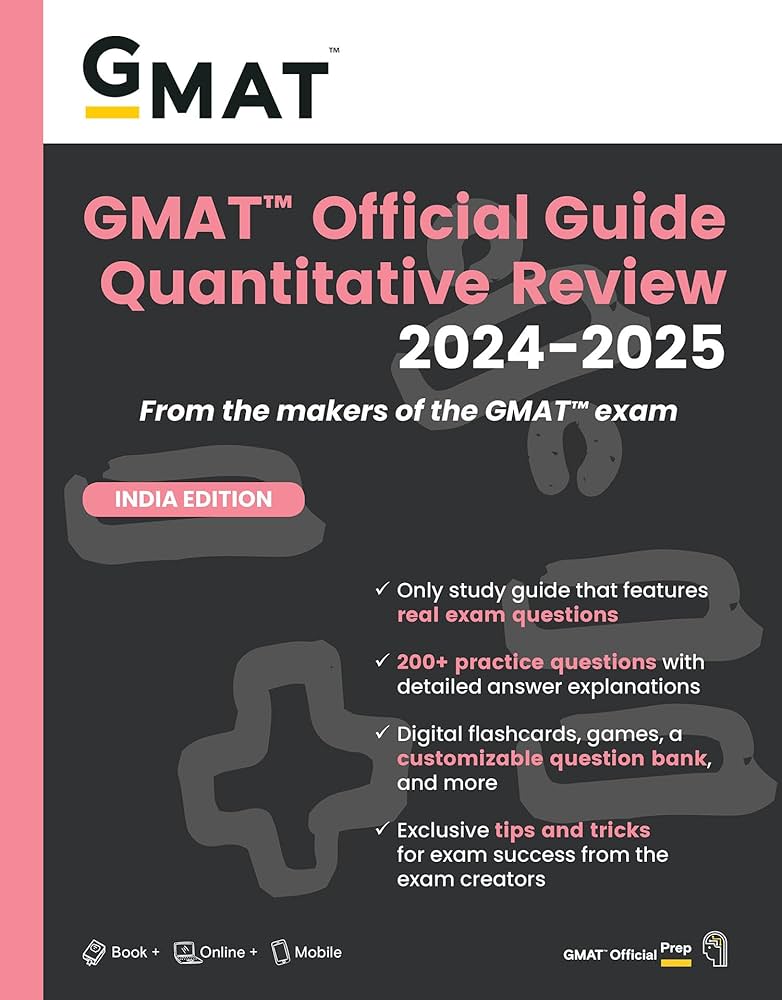 GMAT™
GMAT™ Official Guide
Quantitative Review
2024-2025
From the makers of the GMAT™ exam
INDIA EDITION
✓ Only study guide that features
real exam questions
✓ 200+ practice questions with
detailed answer explanations
✓ Digital flashcards, games, a
customizable question bank,
and more
✓ Exclusive tips and tricks
for exam success from the
exam creators
Book + Online + Mobile
GMAT™ Official Prep